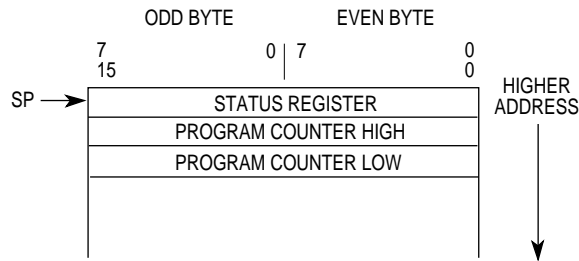 ODD BYTE EVEN BYTE
7 0 7 0
15 0
SP STATUS REGISTER HIGHER
PROGRAM COUNTER HIGH ADDRESS
PROGRAM COUNTER LOW